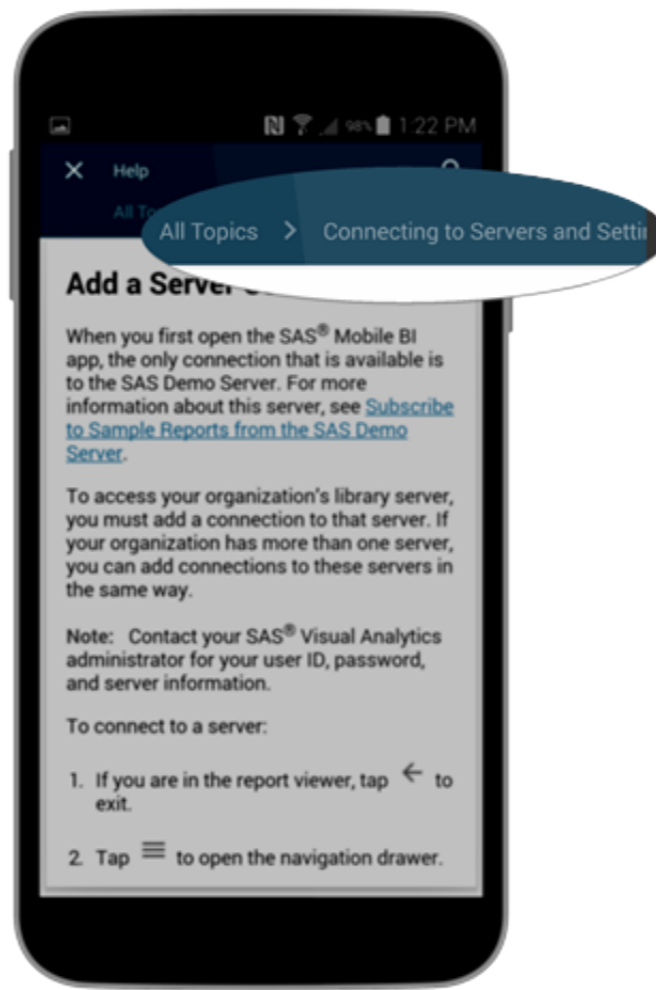 98% 1:22 PM
Help
All To
All Topics > Connecting to Servers and Settin
Add a Server
When you first open the SAS® Mobile BI
app, the only connection that is available is
to the SAS Demo Server. For more
information about this server, see Subscribe
to Sample Reports from the SAS Demo
Server.
To access your organization's library server,
you must add a connection to that server. If
your organization has more than one server,
you can add connections to these servers in
the same way.
Note: Contact your SAS® Visual Analytics
administrator for your user ID, password,
and server information.
To connect to a server:
1. If you are in the report viewer, tap ← to
exit.
2. Tap ≡ to open the navigation drawer.